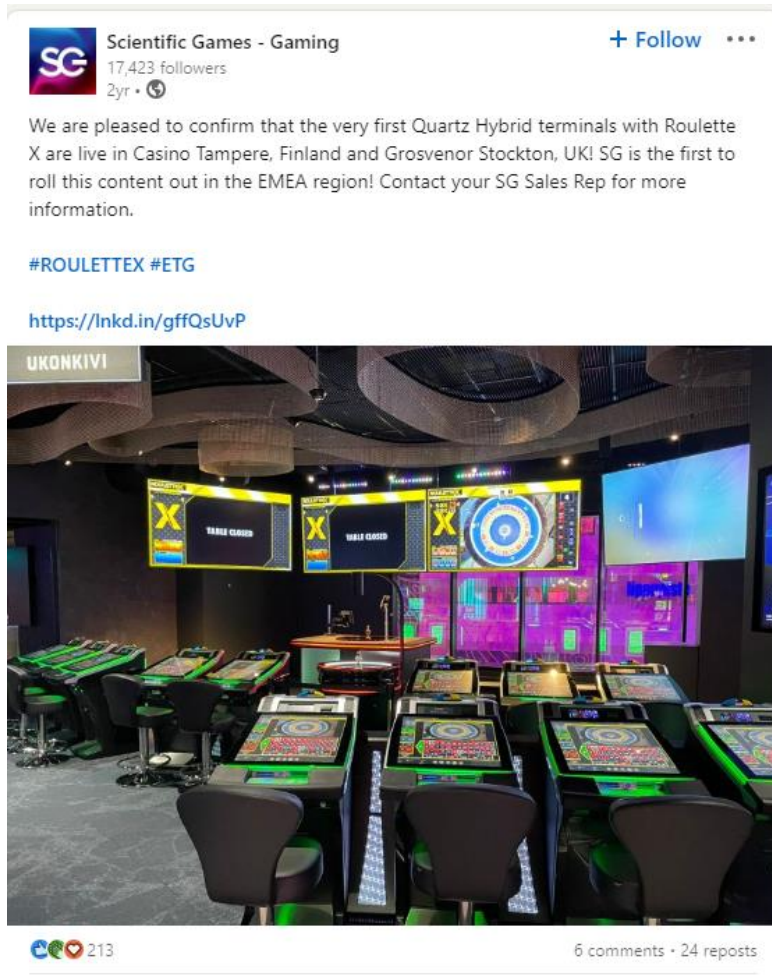 SG
Scientific Games - Gaming
+ Follow
17,423 followers
2yr •
We are pleased to confirm that the very first Quartz Hybrid terminals with Roulette
X are live in Casino Tampere, Finland and Grosvenor Stockton, UK! SG is the first to
roll this content out in the EMEA region! Contact your SG Sales Rep for more
information.
#ROULETTEX #ETG
https://lnkd.in/gffQsUvP
UKONKIVI
X
TABLE CLOSED
X
TABLE CLOSED
X
213
6 comments • 24 reposts